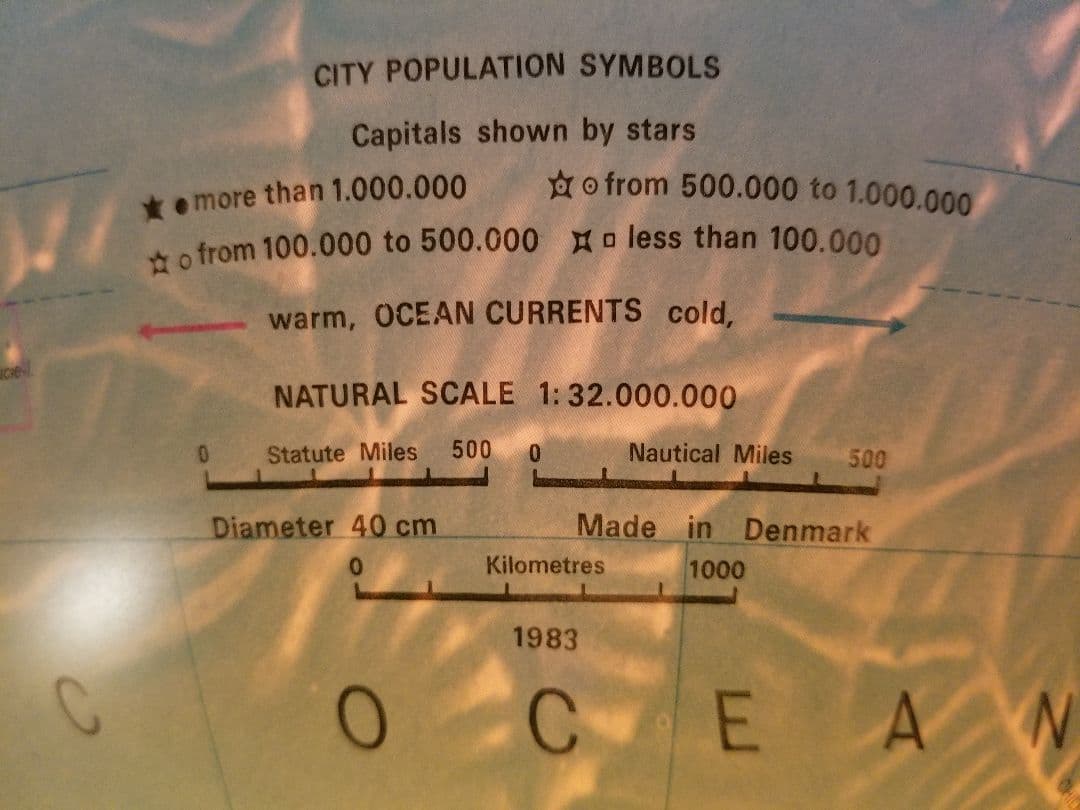 CITY POPULATION SYMBOLS
Capitals shown by stars
more than 1.000.000 from 500.000 to 1.000.000
from 100.000 to 500.000 less than 100.000
warm, OCEAN CURRENTS cold,
NATURAL SCALE 1:32.000.000
0 Statute Miles 500 0 Nautical Miles 500
Diameter 40 cm Made in Denmark
0 Kilometres 1000
1983
C OCEAN